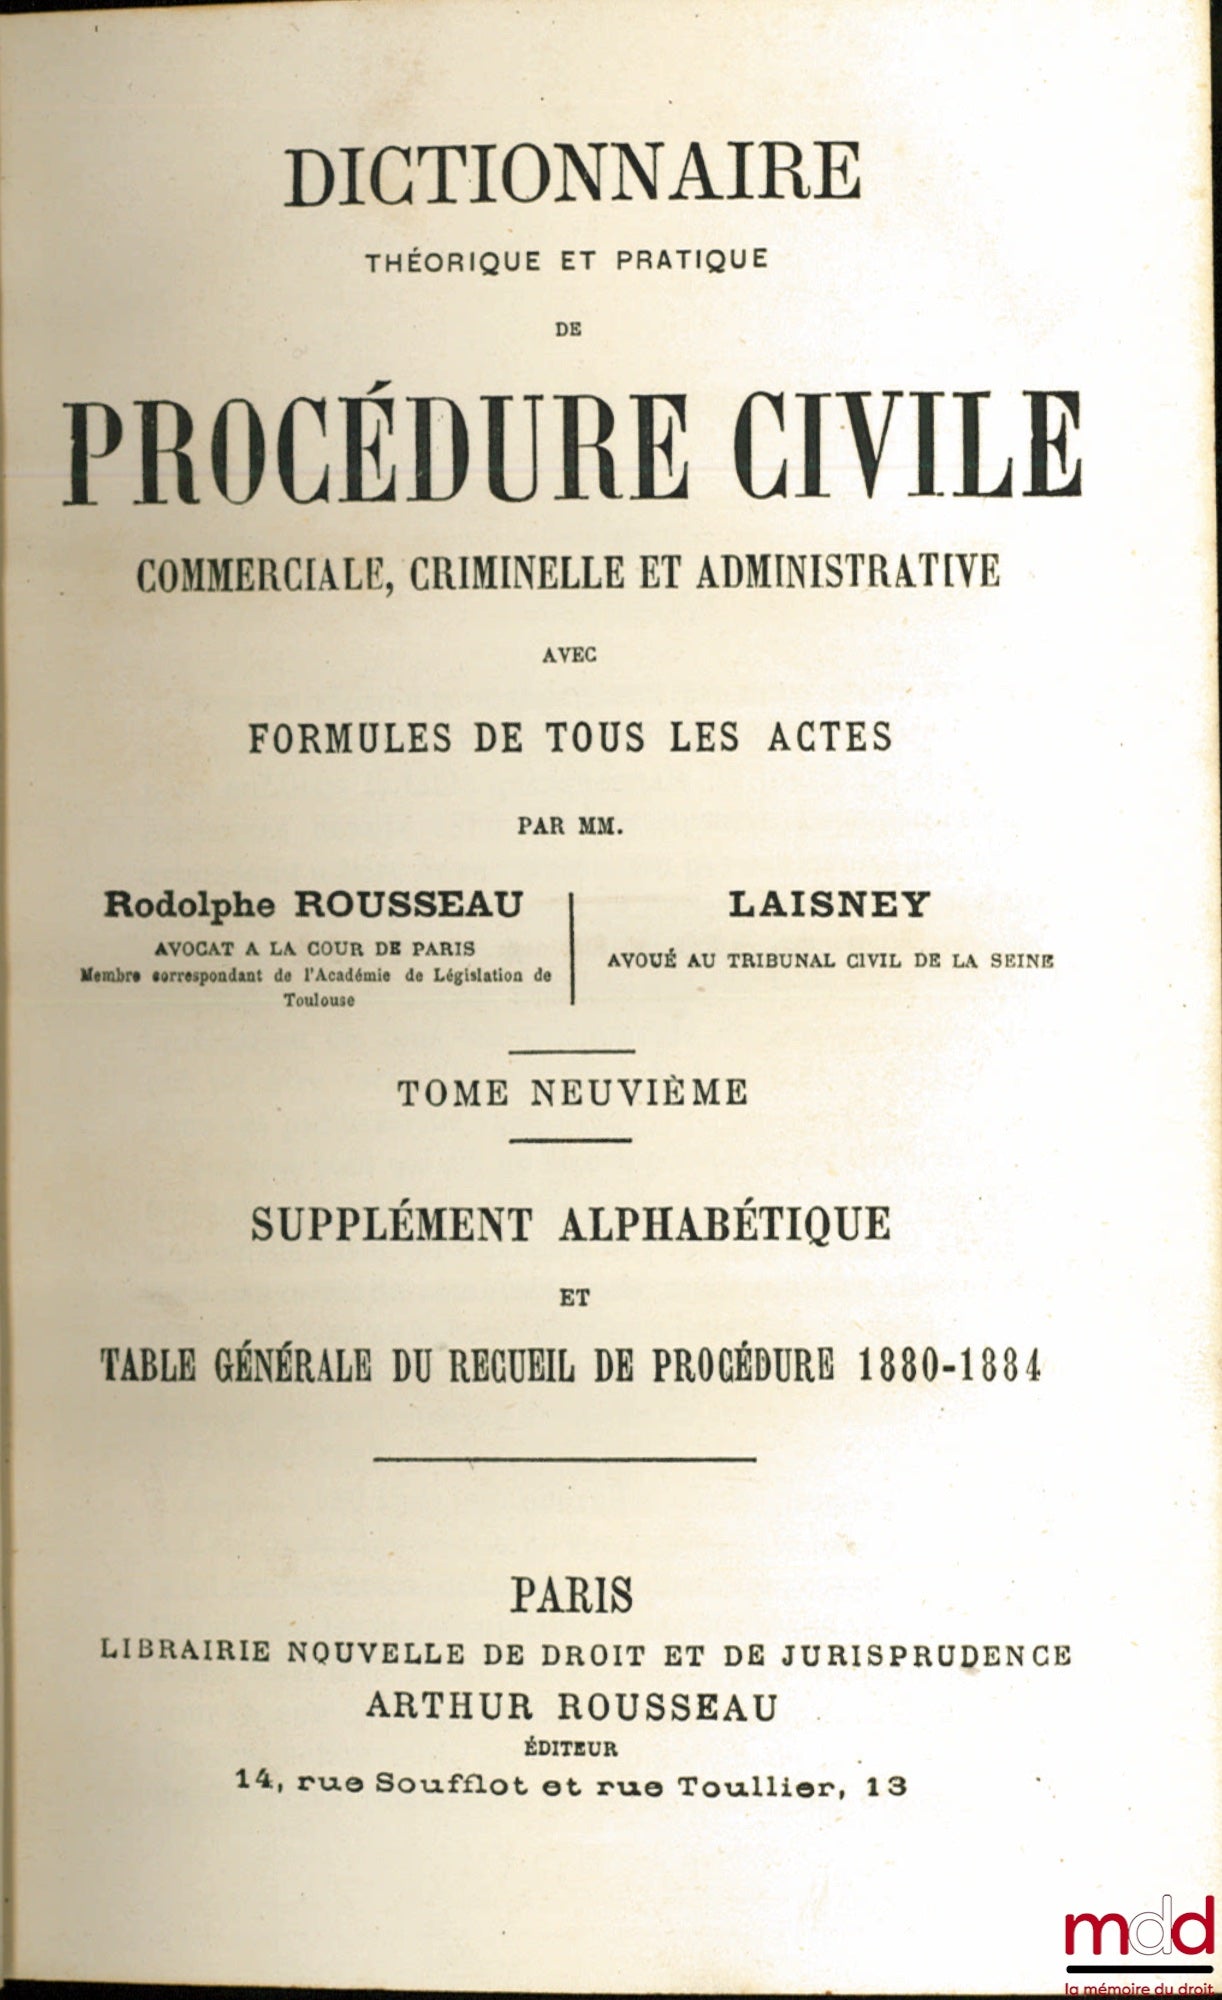 DICTIONNAIRE
THÉORIQUE ET PRATIQUE
DE
PROCÉDURE CIVILE
COMMERCIALE, CRIMINELLE ET ADMINISTRATIVE
AVEC
FORMULES DE TOUS LES ACTES
PAR MM.
Rodolphe ROUSSEAU
AVOCAT A LA COUR DE PARIS
Membre correspondant de l'Académie de Législation de
Toulouse
LAISNEY
AVOUÉ AU TRIBUNAL CIVIL DE LA SEINE
TOME NEUVIÈME
SUPPLÉMENT ALPHABÉTIQUE
ET
TABLE GÉNÉRALE DU RECUEIL DE PROCÉDURE 1880-1884
PARIS
LIBRAIRIE NOUVELLE DE DROIT ET DE JURISPRUDENCE
ARTHUR ROUSSEAU
ÉDITEUR
14, rue Soufflot et rue Toullier, 13
mdd
la mémoire du droit